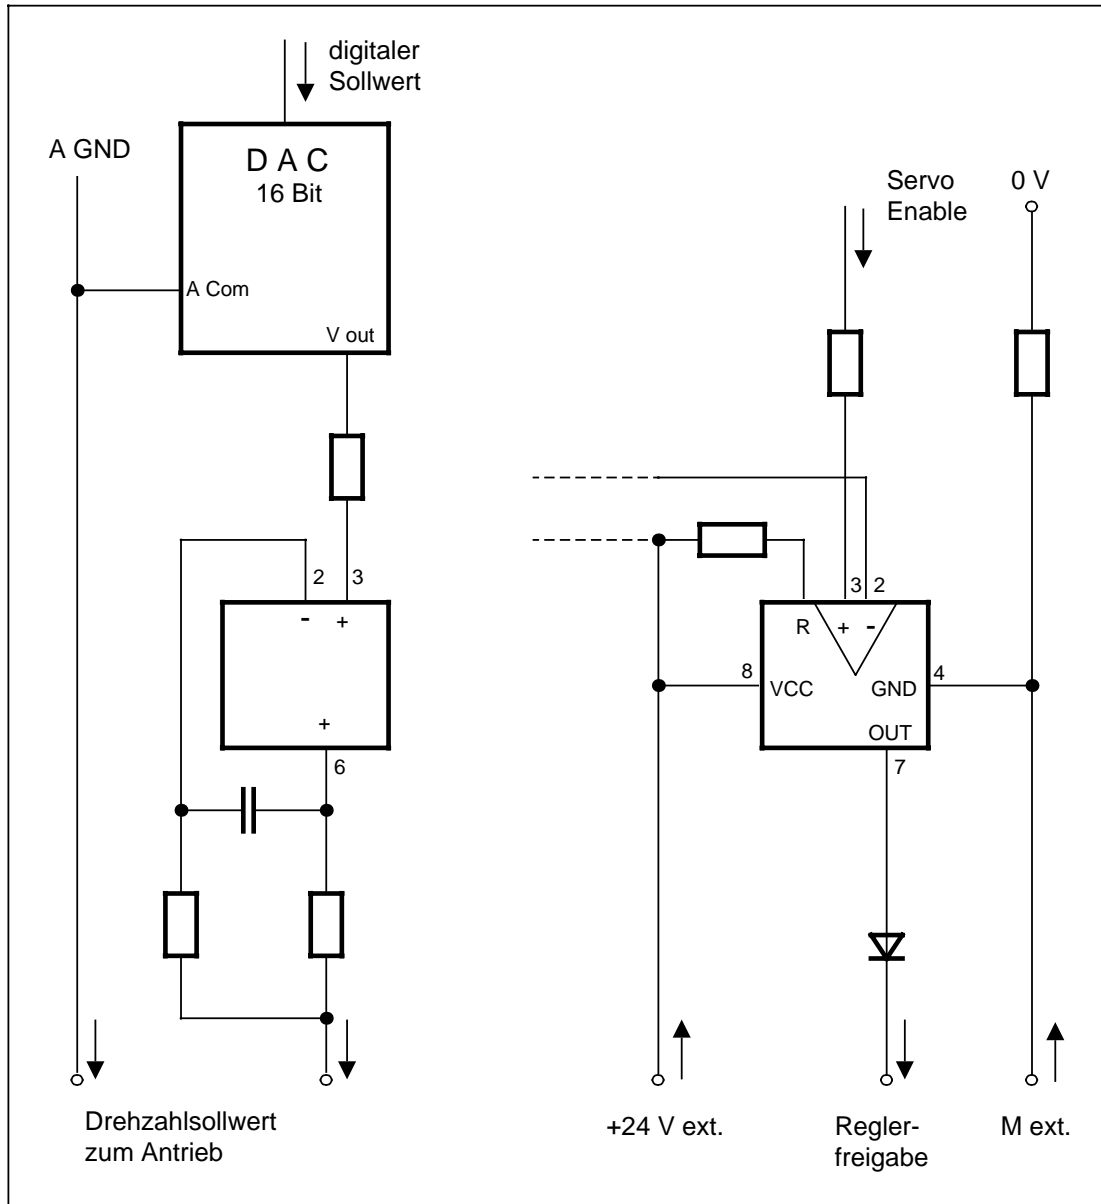 digitaler
Sollwert
A GND
D A C
16 Bit
A Com
V out
2 3
- +
+
6
Drehzahlsollwert
zum Antrieb
Servo
Enable
0 V
3 2
R + -
8 VCC GND 4
OUT
7
+24 V ext.
Regler-
freigabe
M ext.